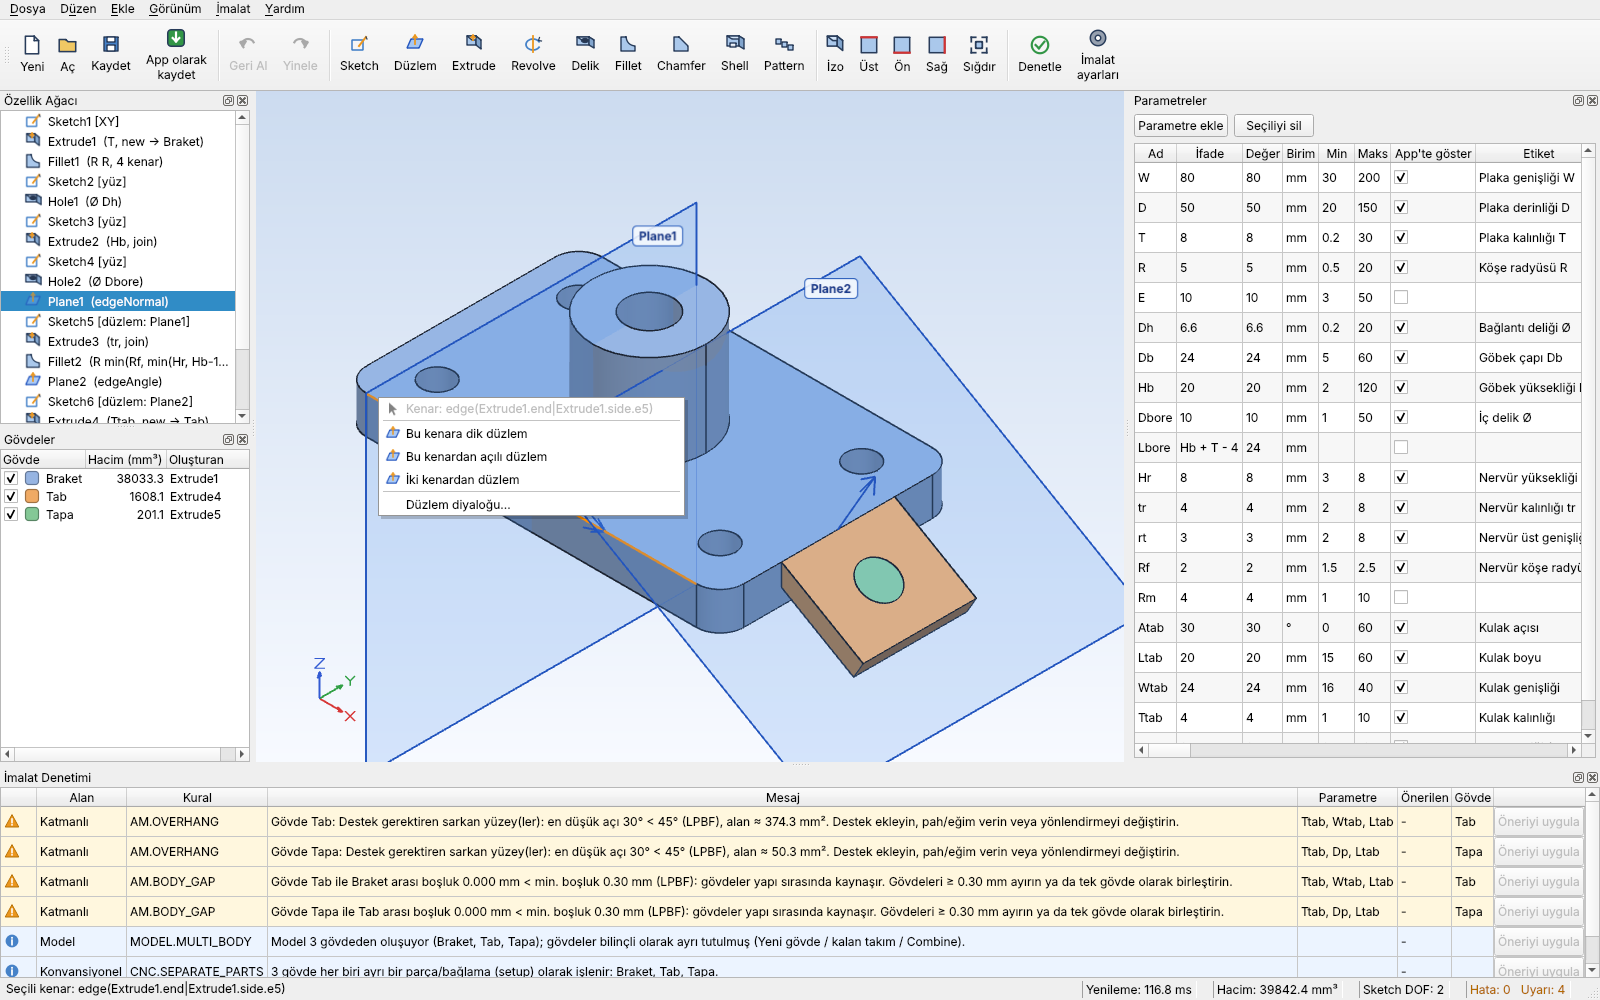 Dosya Düzen Ekle Görünüm İmalat Yardım
Yeni Aç Kaydet App olarak kaydet Geri Al Yinele Sketch Düzlem Extrude Revolve Delik Fillet Chamfer Shell Pattern İzo Üst Ön Sağ Sığdır Denetle İmalat ayarları
Özellik Ağacı
Sketch1 [XY]
Extrude1 (T, new → Braket)
Fillet1 (R R, 4 kenar)
Sketch2 [yüz]
Hole1 (Ø Dh)
Sketch3 [yüz]
Extrude2 (Hb, join)
Sketch4 [yüz]
Hole2 (Ø Dbore)
Plane1 (edgeNormal)
Sketch5 [düzlem: Plane1]
Extrude3 (tr, join)
Fillet2 (R min(Rf, min(Hr, Hb-1...
Plane2 (edgeAngle)
Sketch6 [düzlem: Plane2]
Extrude4 (Ttab, new → Tab)
Gövdeler
Gövde Hacim (mm³) Oluşturan
Braket 38033.3 Extrude1
Tab 1608.1 Extrude4
Tapa 201.1 Extrude5
Plane1
Plane2
Kenar: edge(Extrude1.end|Extrude1.side.e5)
Bu kenara dik düzlem
Bu kenardan açılı düzlem
İki kenardan düzlem
Düzlem diyaloğu...
Z
Y
X
Parametreler
Parametre ekle Seçiliyi sil
Ad İfade Değer Birim Min Maks App'te göster Etiket
W 80 80 mm 30 200 Plaka genişliği W
D 50 50 mm 20 150 Plaka derinliği D
T 8 8 mm 0.2 30 Plaka kalınlığı T
R 5 5 mm 0.5 20 Köşe radyüsü R
E 10 10 mm 3 50
Dh 6.6 6.6 mm 0.2 20 Bağlantı deliği Ø
Db 24 24 mm 5 60 Göbek çapı Db
Hb 20 20 mm 2 120 Göbek yüksekliği
Dbore 10 10 mm 1 50 İç delik Ø
Lbore Hb + T - 4 24 mm
Hr 8 8 mm 3 8 Nervür yüksekliği
tr 4 4 mm 2 8 Nervür kalınlığı tr
rt 3 3 mm 2 8 Nervür üst genişliğ
Rf 2 2 mm 1.5 2.5 Nervür köşe radyü
Rm 4 4 mm 1 10
Atab 30 30 ° 0 60 Kulak açısı
Ltab 20 20 mm 15 60 Kulak boyu
Wtab 24 24 mm 16 40 Kulak genişliği
Ttab 4 4 mm 1 10 Kulak kalınlığı
İmalat Denetimi
Alan Kural Mesaj Parametre Önerilen Gövde
Katmanlı AM.OVERHANG Gövde Tab: Destek gerektiren sarkan yüzey(ler): en düşük açı 30° < 45° (LPBF), alan ≈ 374.3 mm². Destek ekleyin, pah/eğim verin veya yönlendirmeyi değiştirin. Ttab, Wtab, Ltab - Tab Öneriyi uygula
Katmanlı AM.OVERHANG Gövde Tapa: Destek gerektiren sarkan yüzey(ler): en düşük açı 30° < 45° (LPBF), alan ≈ 50.3 mm². Destek ekleyin, pah/eğim verin veya yönlendirmeyi değiştirin. Ttab, Dp, Ltab - Tapa Öneriyi uygula
Katmanlı AM.BODY_GAP Gövde Tab ile Braket arası boşluk 0.000 mm < min. boşluk 0.30 mm (LPBF): gövdeler yapı sırasında kaynaşır. Gövdeleri ≥ 0.30 mm ayırın ya da tek gövde olarak birleştirin. Ttab, Wtab, Ltab - Tab Öneriyi uygula
Katmanlı AM.BODY_GAP Gövde Tapa ile Tab arası boşluk 0.000 mm < min. boşluk 0.30 mm (LPBF): gövdeler yapı sırasında kaynaşır. Gövdeleri ≥ 0.30 mm ayırın ya da tek gövde olarak birleştirin. Ttab, Dp, Ltab - Tapa Öneriyi uygula
Model MODEL.MULTI_BODY Model 3 gövdeden oluşuyor (Braket, Tab, Tapa); gövdeler bilinçli olarak ayrı tutulmuş (Yeni gövde / kalan takım / Combine). - Öneriyi uygula
Konvansiyonel CNC.SEPARATE_PARTS 3 gövde her biri ayrı bir parça/bağlama (setup) olarak işlenir: Braket, Tab, Tapa. - Öneriyi uygula
Seçili kenar: edge(Extrude1.end|Extrude1.side.e5) Yenileme: 116.8 ms Hacim: 39842.4 mm³ Sketch DOF: 2 Hata: 0 Uyarı: 4